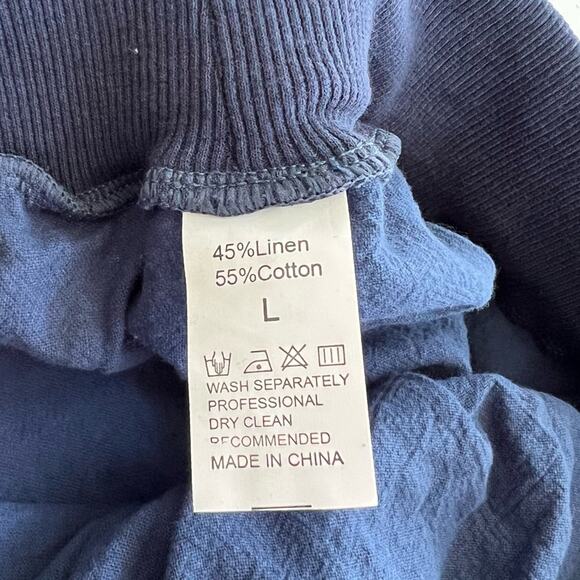 45%Linen
55%Cotton
L
WASH SEPARATELY
PROFESSIONAL
DRY CLEAN
RECOMMENDED
MADE IN CHINA